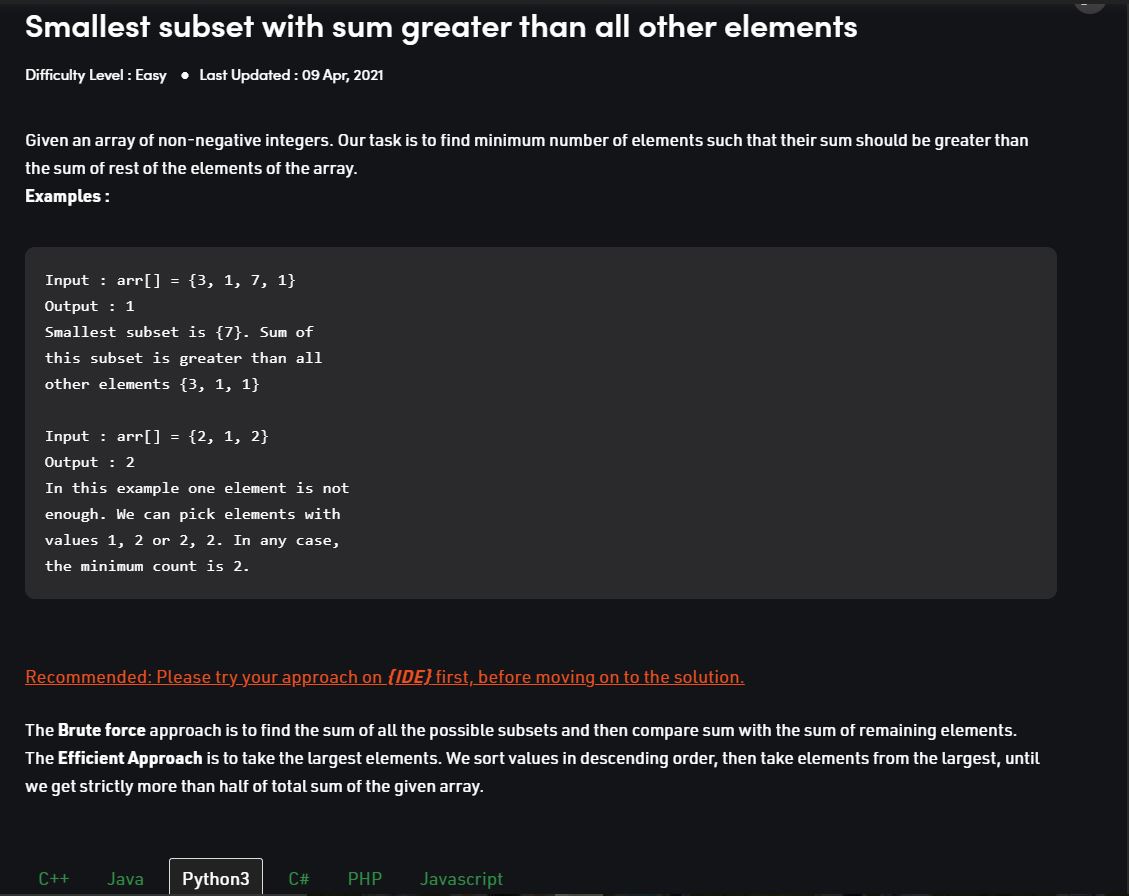 Smallest subset with sum greater than all other elements
Difficulty Level : Easy ● Last Updated : 09 Apr, 2021
Given an array of non-negative integers. Our task is to find minimum number of elements such that their sum should be greater than
the sum of rest of the elements of the array.
Examples :
Input : arr[] = {3, 1, 7, 1}
Output : 1
Smallest subset is {7}. Sum of
this subset is greater than all
other elements {3, 1, 1}
Input : arr[] = {2, 1, 2}
Output : 2
In this example one element is not
enough. We can pick elements with
values 1, 2 or 2, 2. In any case,
the minimum count is 2.
Recommended: Please try your approach on {IDE} first, before moving on to the solution.
The Brute force approach is to find the sum of all the possible subsets and then compare sum with the sum of remaining elements.
The Efficient Approach is to take the largest elements. We sort values in descending order, then take elements from the largest, until
we get strictly more than half of total sum of the given array.
C++ Java Python3 C# PHP Javascript